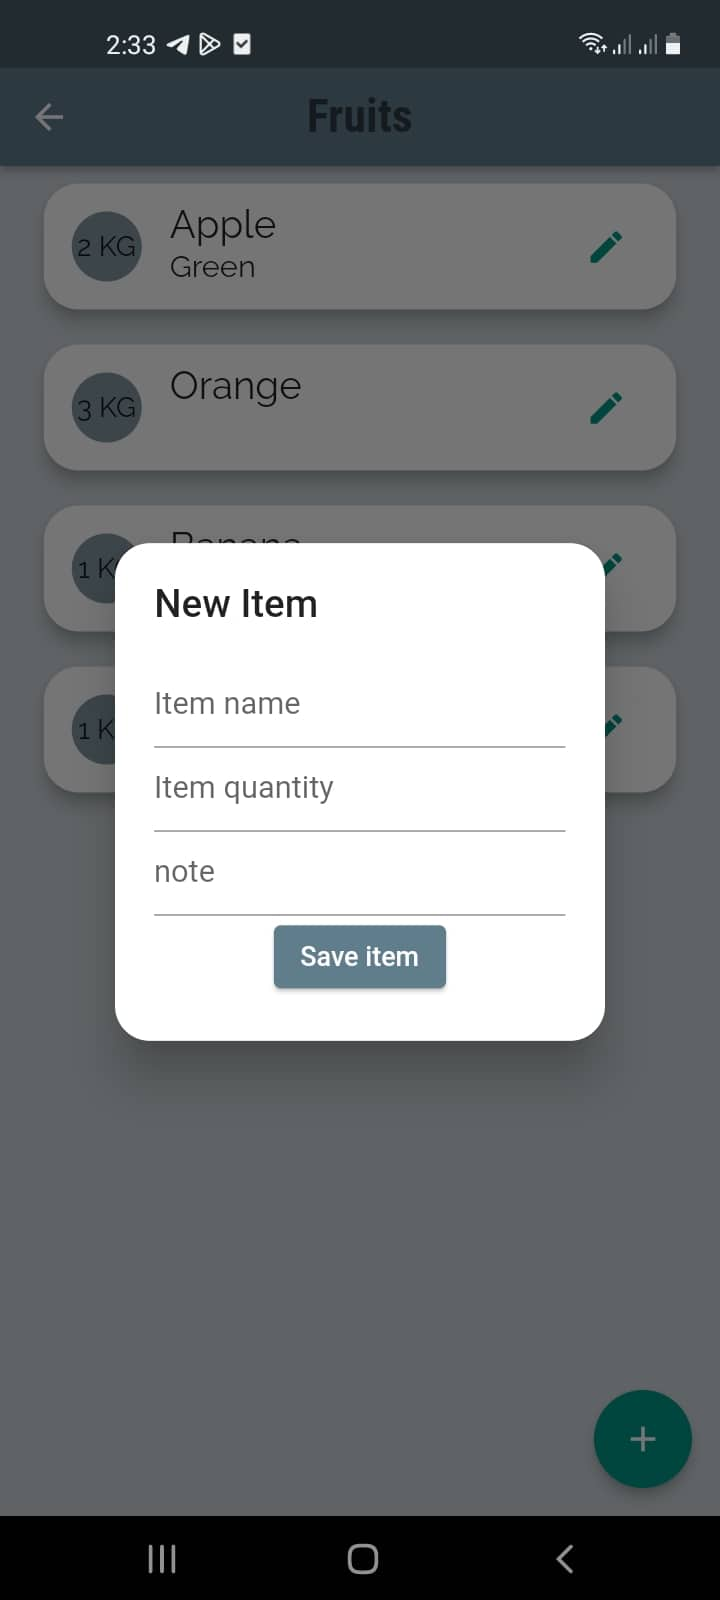 2:33
Fruits
2 KG
Apple
Green
3 KG
Orange
1 K
1 K
New Item
Item name
Item quantity
note
Save item